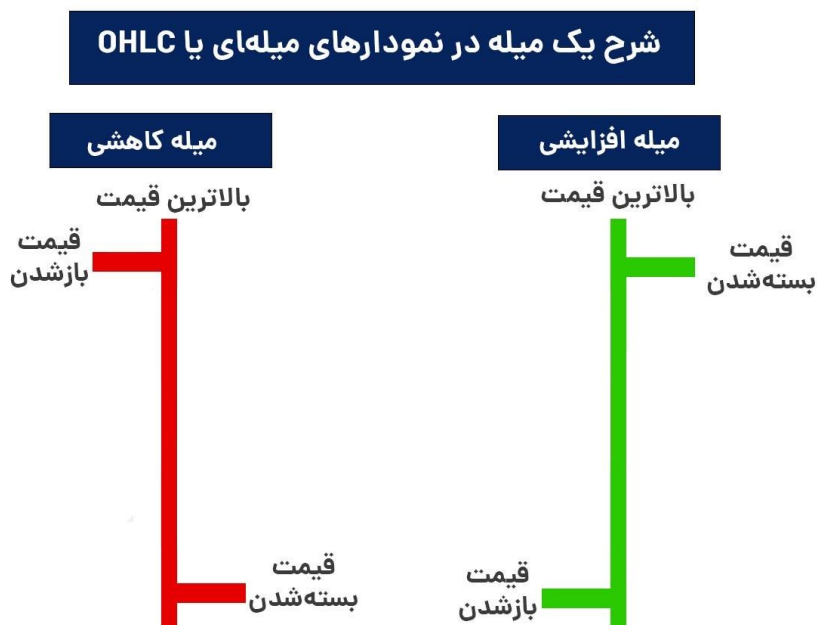 شرح یک میله در نمودارهای میله‌ای یا OHLC
میله افزایشی
بالاترین قیمت
قیمت
بسته‌شدن
قیمت
بازشدن
میله کاهشی
بالاترین قیمت
قیمت
بازشدن
قیمت
بسته‌شدن